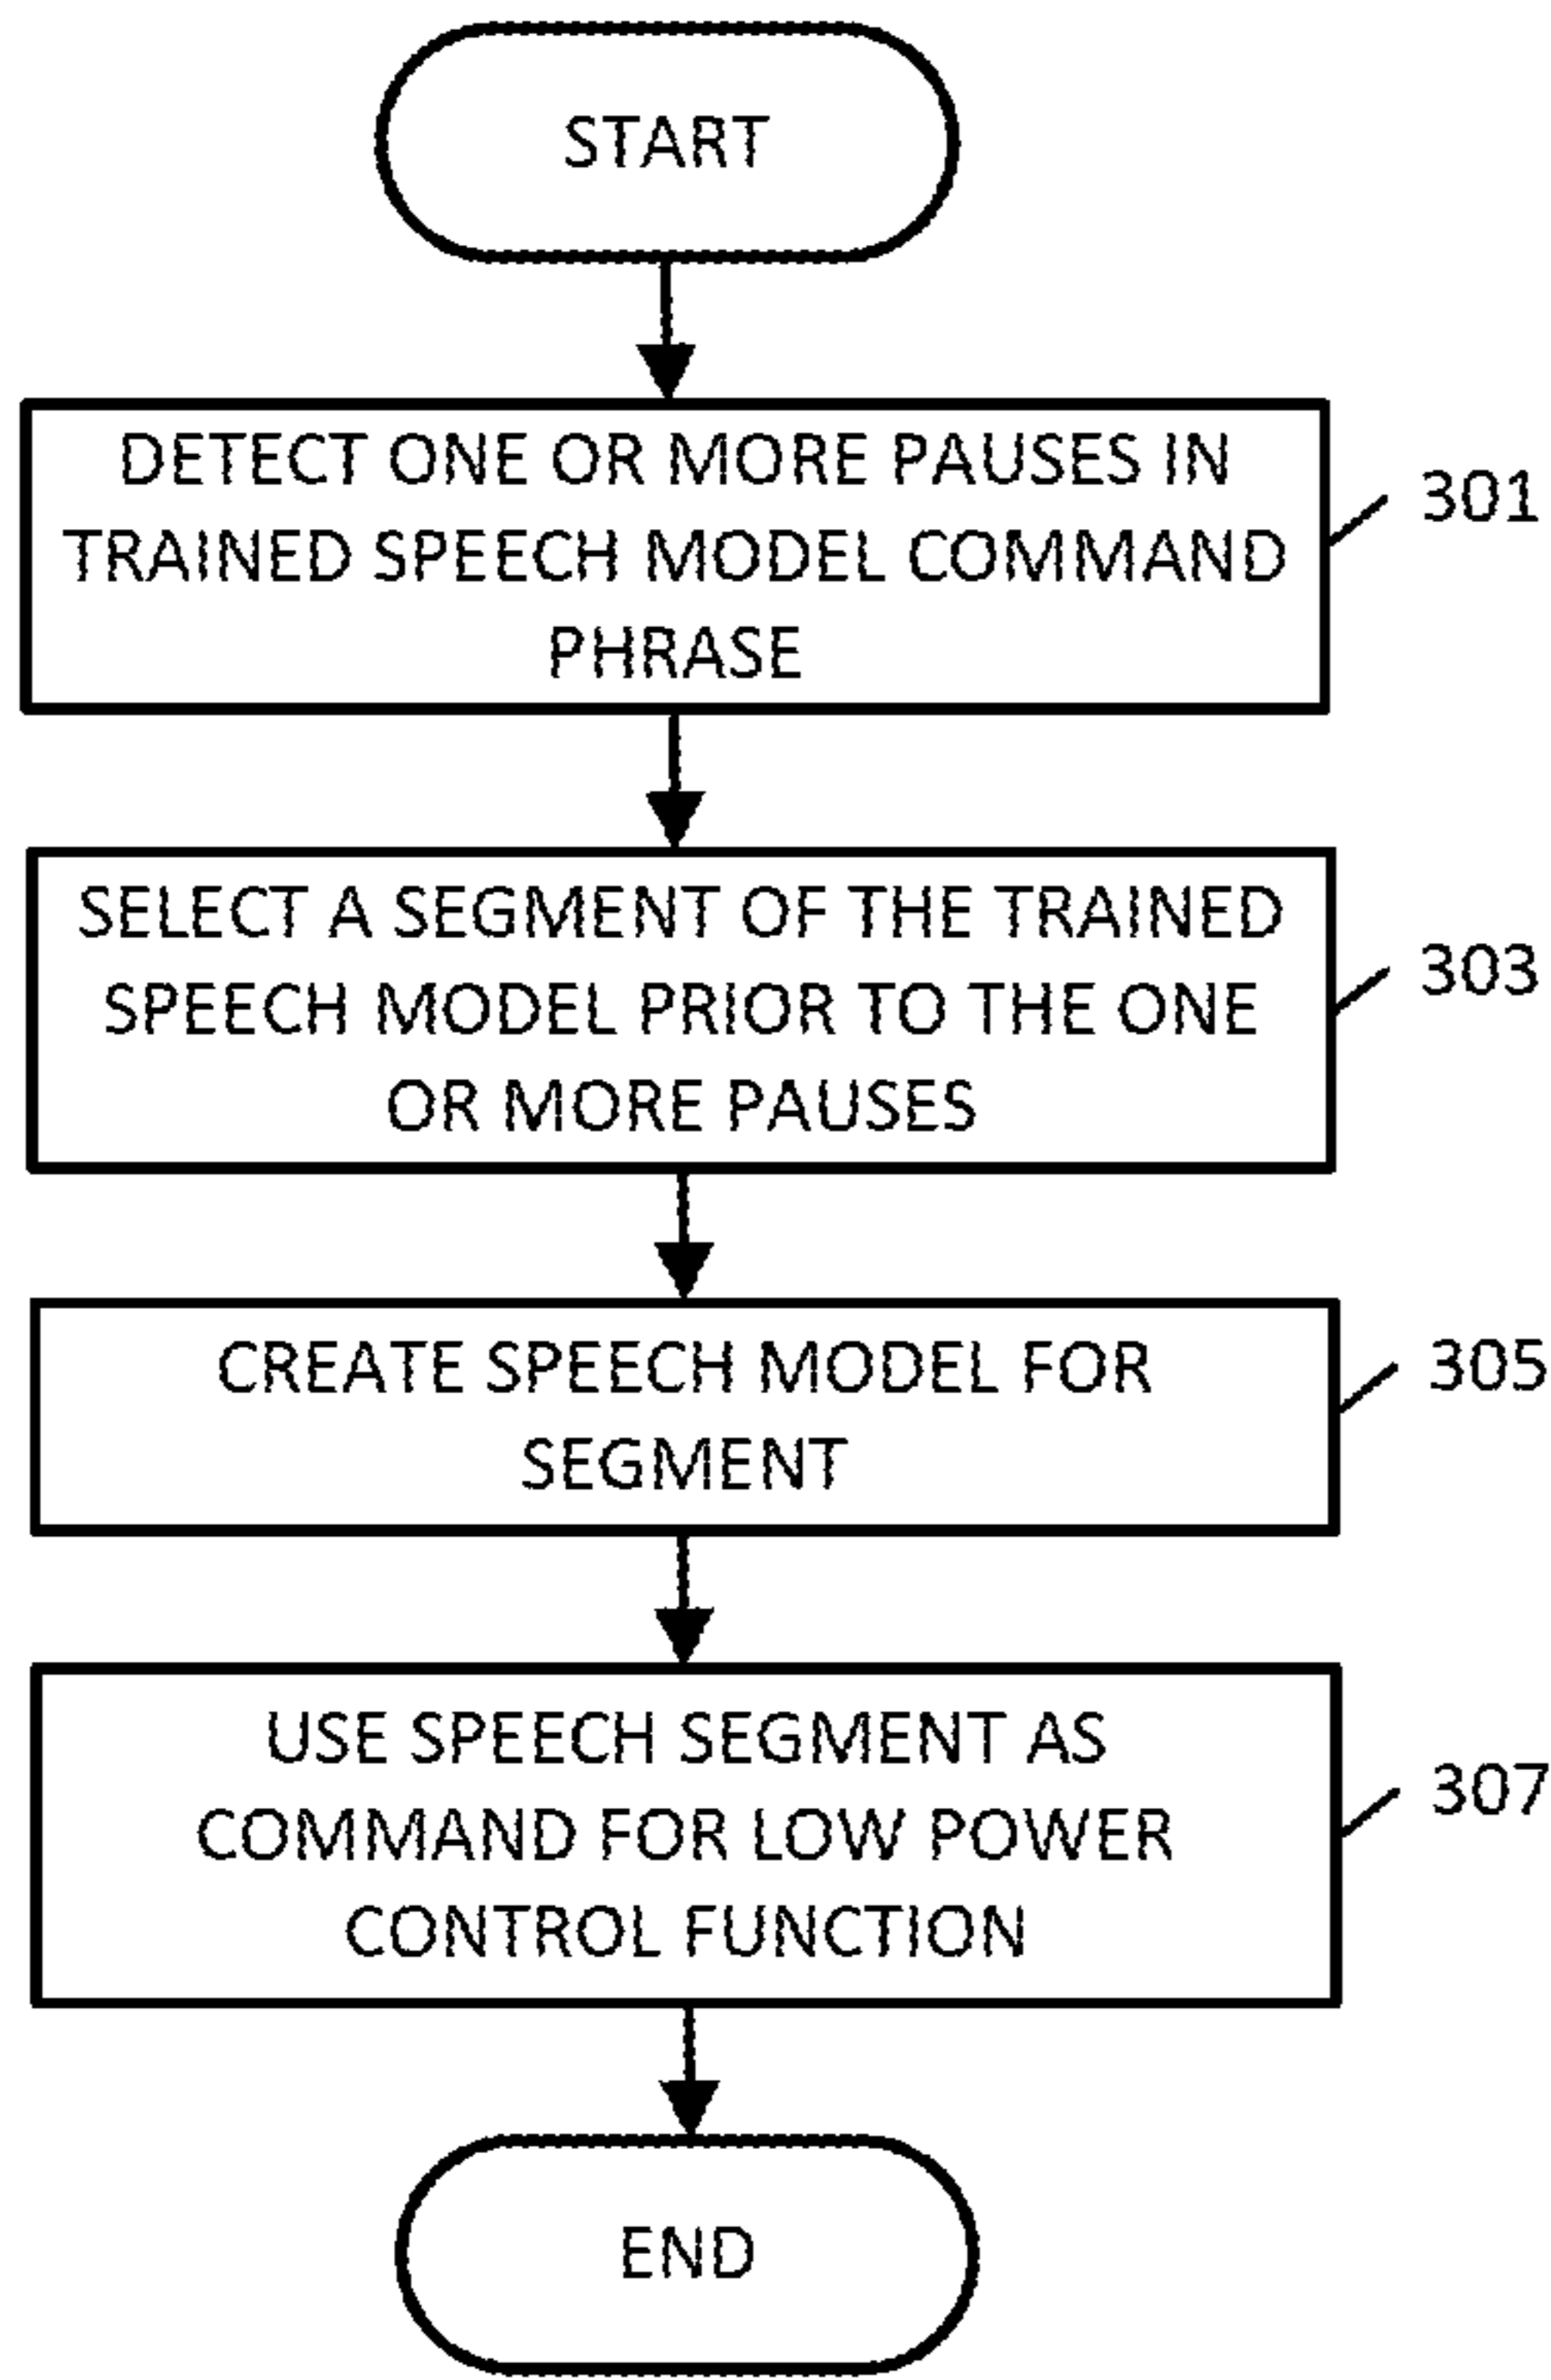 START
DETECT ONE OR MORE PAUSES IN
TRAINED SPEECH MODEL COMMAND
PHRASE
301
SELECT A SEGMENT OF THE TRAINED
SPEECH MODEL PRIOR TO THE ONE
OR MORE PAUSES
303
CREATE SPEECH MODEL FOR
SEGMENT
305
USE SPEECH SEGMENT AS
COMMAND FOR LOW POWER
CONTROL FUNCTION
307
END